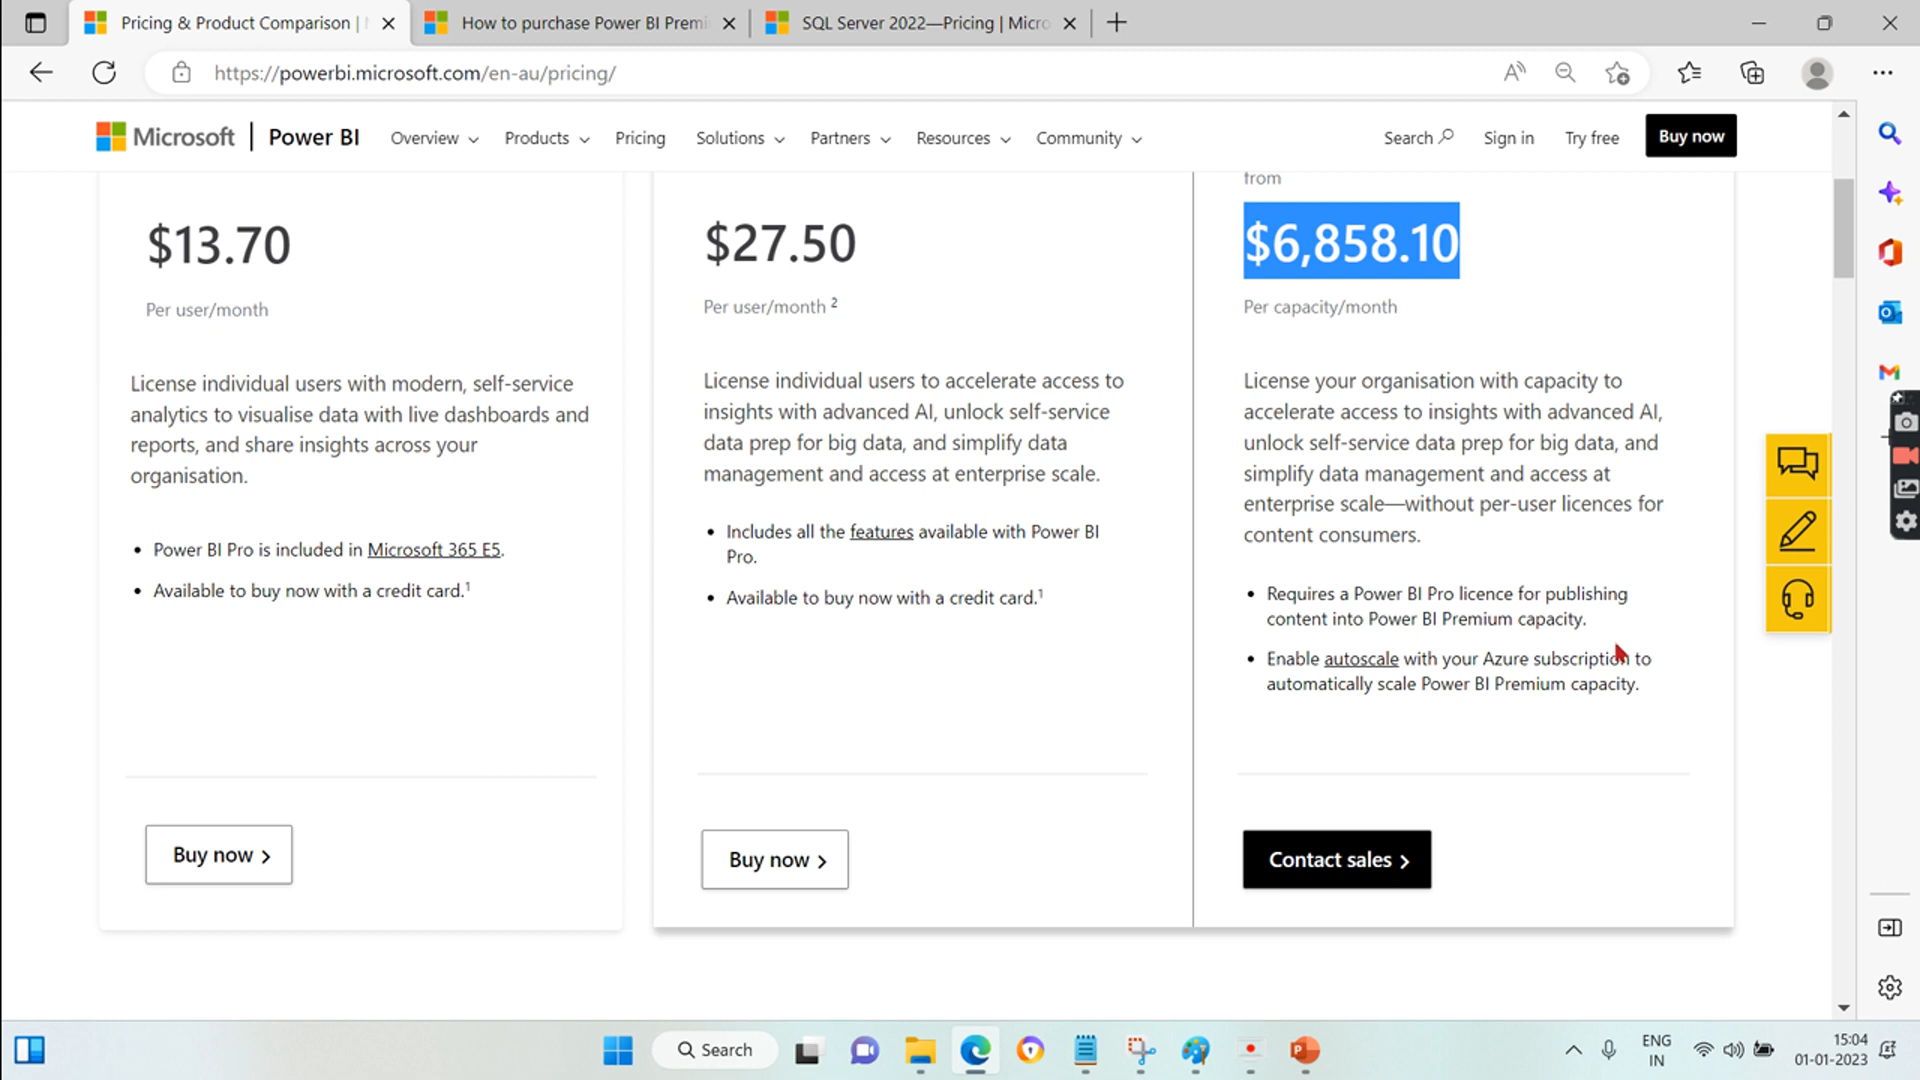 Pricing & Product Comparison |
How to purchase Power BI Premi
SQL Server 2022—Pricing | Micro
https://powerbi.microsoft.com/en-au/pricing/
Microsoft
Power BI
Overview
Products
Pricing
Solutions
Partners
Resources
Community
Search
Sign in
Try free
Buy now
$13.70
Per user/month
License individual users with modern, self-service
analytics to visualise data with live dashboards and
reports, and share insights across your
organisation.
• Power BI Pro is included in Microsoft 365 E5.
• Available to buy now with a credit card.1
Buy now
$27.50
Per user/month 2
License individual users to accelerate access to
insights with advanced AI, unlock self-service
data prep for big data, and simplify data
management and access at enterprise scale.
• Includes all the features available with Power BI
Pro.
• Available to buy now with a credit card.1
Buy now
from
$6,858.10
Per capacity/month
License your organisation with capacity to
accelerate access to insights with advanced AI,
unlock self-service data prep for big data, and
simplify data management and access at
enterprise scale—without per-user licences for
content consumers.
• Requires a Power BI Pro licence for publishing
content into Power BI Premium capacity.
• Enable autoscale with your Azure subscription to
automatically scale Power BI Premium capacity.
Contact sales
Search
ENG
IN
15:04
01-01-2023